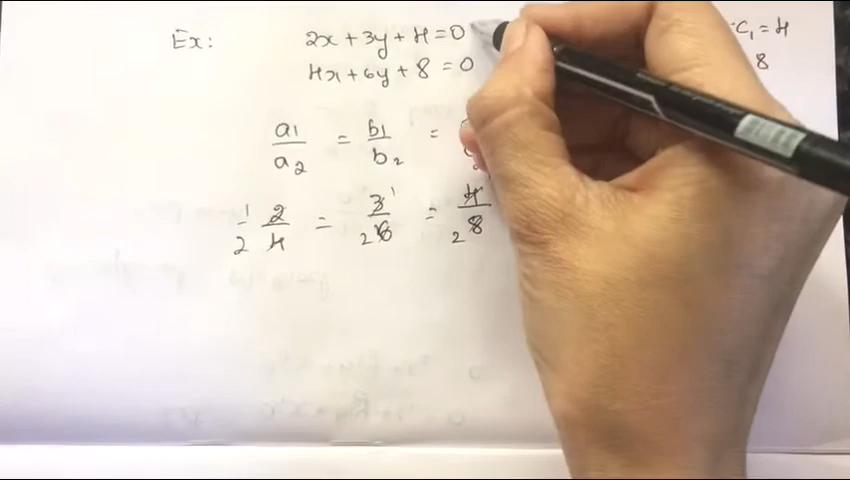 Ex: 2x + 3y + 4 = 0 C₁ = 4
4x + 6y + 8 = 0 8
a₁/a₂ = b₁/b₂ =
1/2 2/4 = 3/6 1/2 = 4/8 2